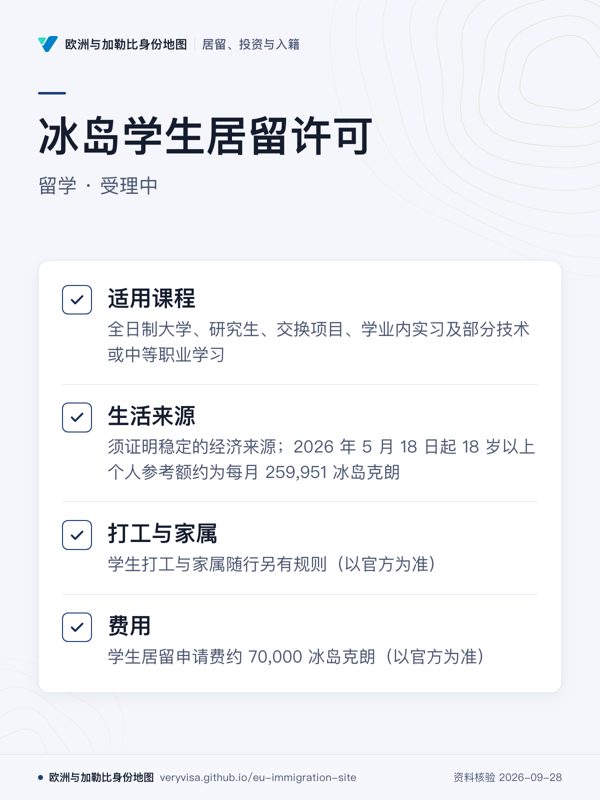 欧洲与加勒比身份地图 居留、投资与入籍
冰岛学生居留许可
留学 · 受理中
适用课程
全日制大学、研究生、交换项目、学业内实习及部分技术
或中等职业学习
生活来源
须证明稳定的经济来源；2026 年 5 月 18 日起 18 岁以上
个人参考额约为每月 259,951 冰岛克朗
打工与家属
学生打工与家属随行另有规则（以官方为准）
费用
学生居留申请费约 70,000 冰岛克朗（以官方为准）
欧洲与加勒比身份地图 veryvisa.github.io/eu-immigration-site 资料核验 2026-09-28